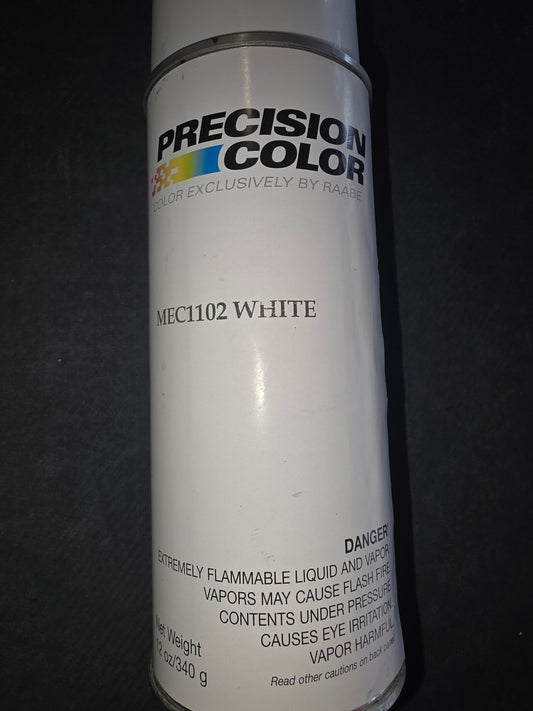 PRECISION
COLOR
COLOR EXCLUSIVELY BY RAABE
MEC1102 WHITE
DANGER
EXTREMELY FLAMMABLE LIQUID AND VAPOR.
VAPORS MAY CAUSE FLASH FIRE
CONTENTS UNDER PRESSURE
CAUSES EYE IRRITATION.
VAPOR HARMFUL
Read other cautions on back panel
Net Weight
12 oz/340 g